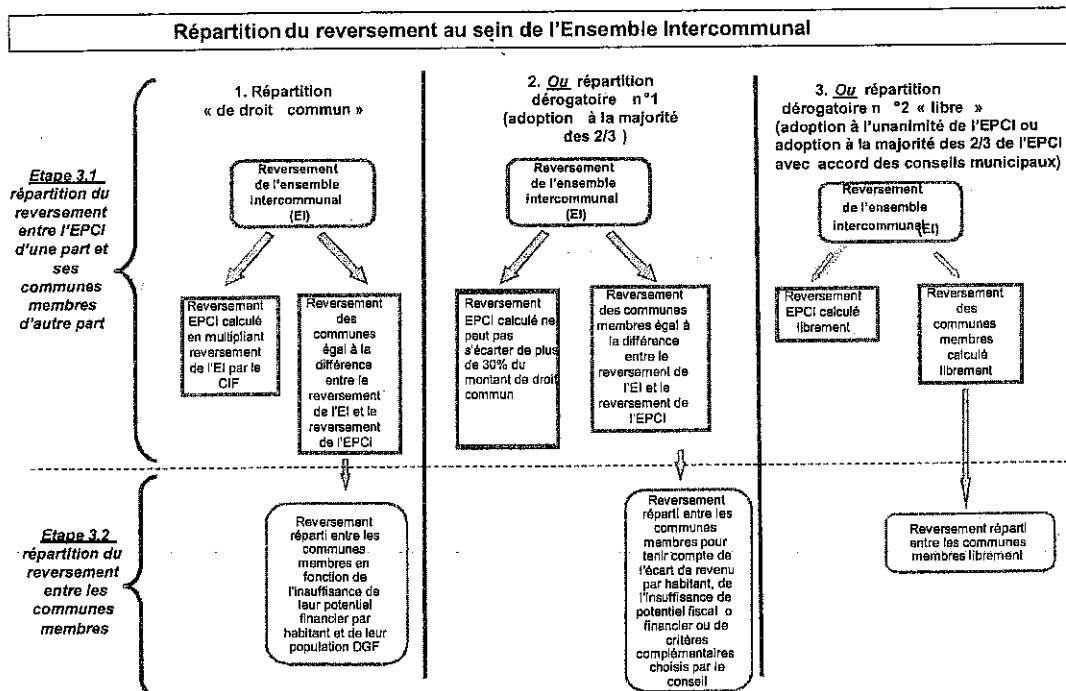 Répartition du reversement au sein de l'Ensemble Intercommunal
1. Répartition
« de droit commun »
2. Ou répartition
dérogatoire n°1
(adoption à la majorité
des 2/3 )
3. Ou répartition
dérogatoire n °2 « libre »
(adoption à l'unanimité de l'EPCI ou
adoption à la majorité des 2/3 de l'EPCI
avec accord des conseils municipaux)
Etape 3.1
répartition du
reversement
entre l'EPCI
d'une part et
ses
communes
membres
d'autre part
Reversement
de l'ensemble
intercommunal
(EI)
Reversement
EPCI calculé
en multipliant
reversement
de l'EI par le
CIF
Reversement
des
communes
égal à la
différence
entre le
reversement
de l'EI et le
reversement
de l'EPCI
Reversement
de l'ensemble
intercommunal
(EI)
Reversement
EPCI calculé ne
peut pas
s'écarter de plus
de 30% du
montant de droit
commun
Reversement
des communes
membres égal à
la différence
entre le
reversement de
l'EI et le
reversement de
l'EPCI
Reversement
de l'ensemble
intercommunal(EI)
Reversement
EPCI calculé
librement
Reversement
des
communes
membres
calculé
librement
Etape 3.2
répartition du
reversement
entre les
communes
membres
Reversement
réparti entre les
communes
membres en
fonction de
l'insuffisance de
leur potentiel
financier par
habitant et de leur
population DGF
Reversement
réparti entre les
communes
membres pour
tenir compte de
l'écart de revenu
par habitant, de
l'insuffisance de
potentiel fiscal o
financier ou de
critères
complémentaires
choisis par le
conseil
Reversement réparti
entre les communes
membres librement